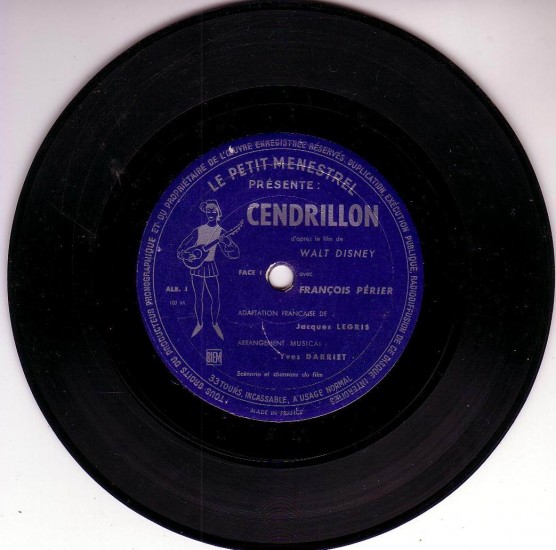 TOUS DROITS DU PRODUCTEUR PHONOGRAPHIQUE ET DU PROPRIÉTAIRE DE L'ŒUVRE ENREGISTRÉE RÉSERVÉS. DUPLICATION EXÉCUTION PUBLIQUE, RADIODIFFUSION DE CE DISQUE INTERDITES
LE PETIT MENESTREL
PRÉSENTE :
CENDRILLON
d'après le film de
WALT DISNEY
FACE 1
avec
FRANÇOIS PÉRIER
ALB. 1
ADAPTATION FRANÇAISE DE :
Jacques LEGRIS
ARRANGEMENT MUSICAL :
Yves DARRIET
BIEM
Scénario et chansons du film
33 TOURS, INCASSABLE, A USAGE NORMAL
MADE IN FRANCE